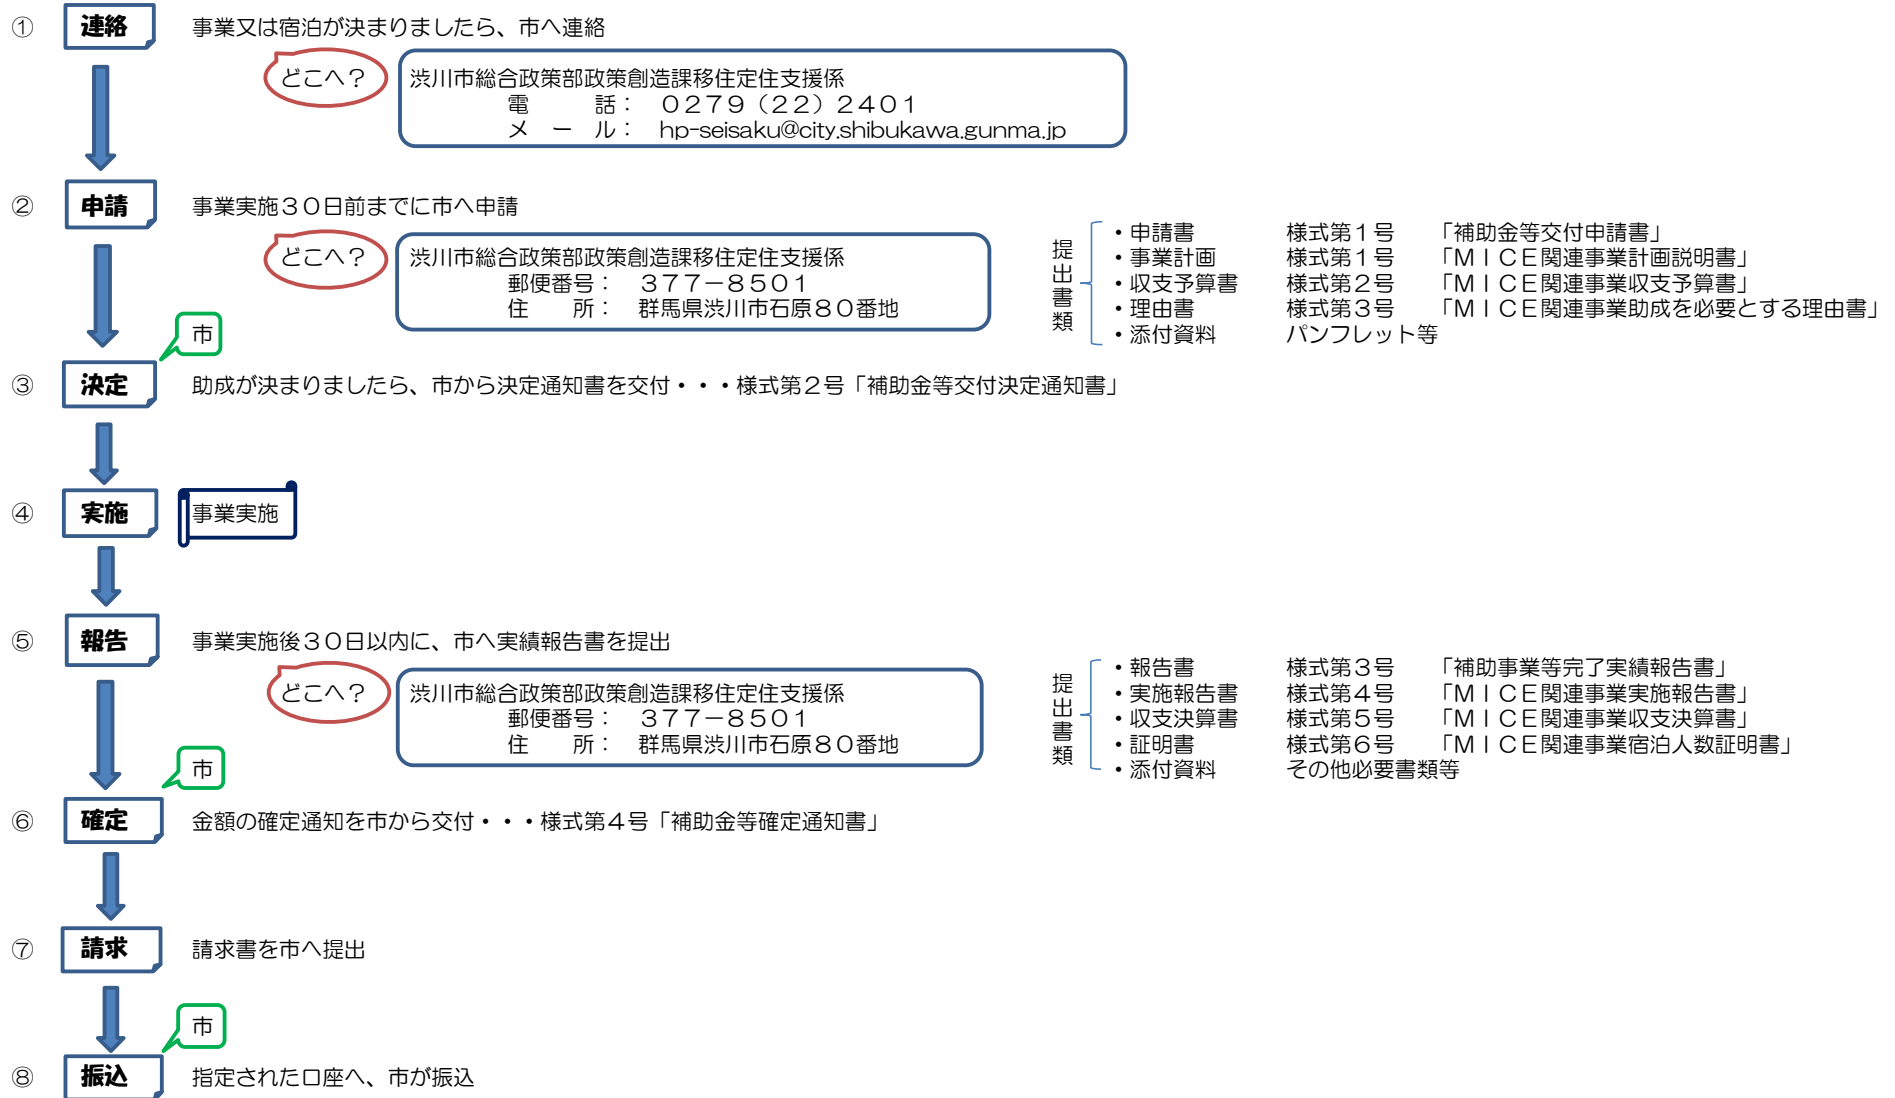 ① 連絡 事業又は宿泊が決まりましたら、市へ連絡
どこへ？
渋川市総合政策部政策創造課移住定住支援係
電　　　話：　０２７９（２２）２４０１
メ　ー　ル：　hp-seisaku@city.shibukawa.gunma.jp
② 申請 事業実施３０日前までに市へ申請
どこへ？
渋川市総合政策部政策創造課移住定住支援係
郵便番号：　３７７－８５０１
住　　所：　群馬県渋川市石原８０番地
提出書類
・申請書　様式第１号　「補助金等交付申請書」
・事業計画　様式第１号　「ＭＩＣＥ関連事業計画説明書」
・収支予算書　様式第２号　「ＭＩＣＥ関連事業収支予算書」
・理由書　様式第３号　「ＭＩＣＥ関連事業助成を必要とする理由書」
・添付資料　パンフレット等
市
③ 決定 助成が決まりましたら、市から決定通知書を交付・・・様式第２号「補助金等交付決定通知書」
④ 実施 事業実施
⑤ 報告 事業実施後３０日以内に、市へ実績報告書を提出
どこへ？
渋川市総合政策部政策創造課移住定住支援係
郵便番号：　３７７－８５０１
住　　所：　群馬県渋川市石原８０番地
提出書類
・報告書　様式第３号　「補助事業等完了実績報告書」
・実施報告書　様式第４号　「ＭＩＣＥ関連事業実施報告書」
・収支決算書　様式第５号　「ＭＩＣＥ関連事業収支決算書」
・証明書　様式第６号　「ＭＩＣＥ関連事業宿泊人数証明書」
・添付資料　その他必要書類等
市
⑥ 確定 金額の確定通知を市から交付・・・様式第４号「補助金等確定通知書」
⑦ 請求 請求書を市へ提出
市
⑧ 振込 指定された口座へ、市が振込